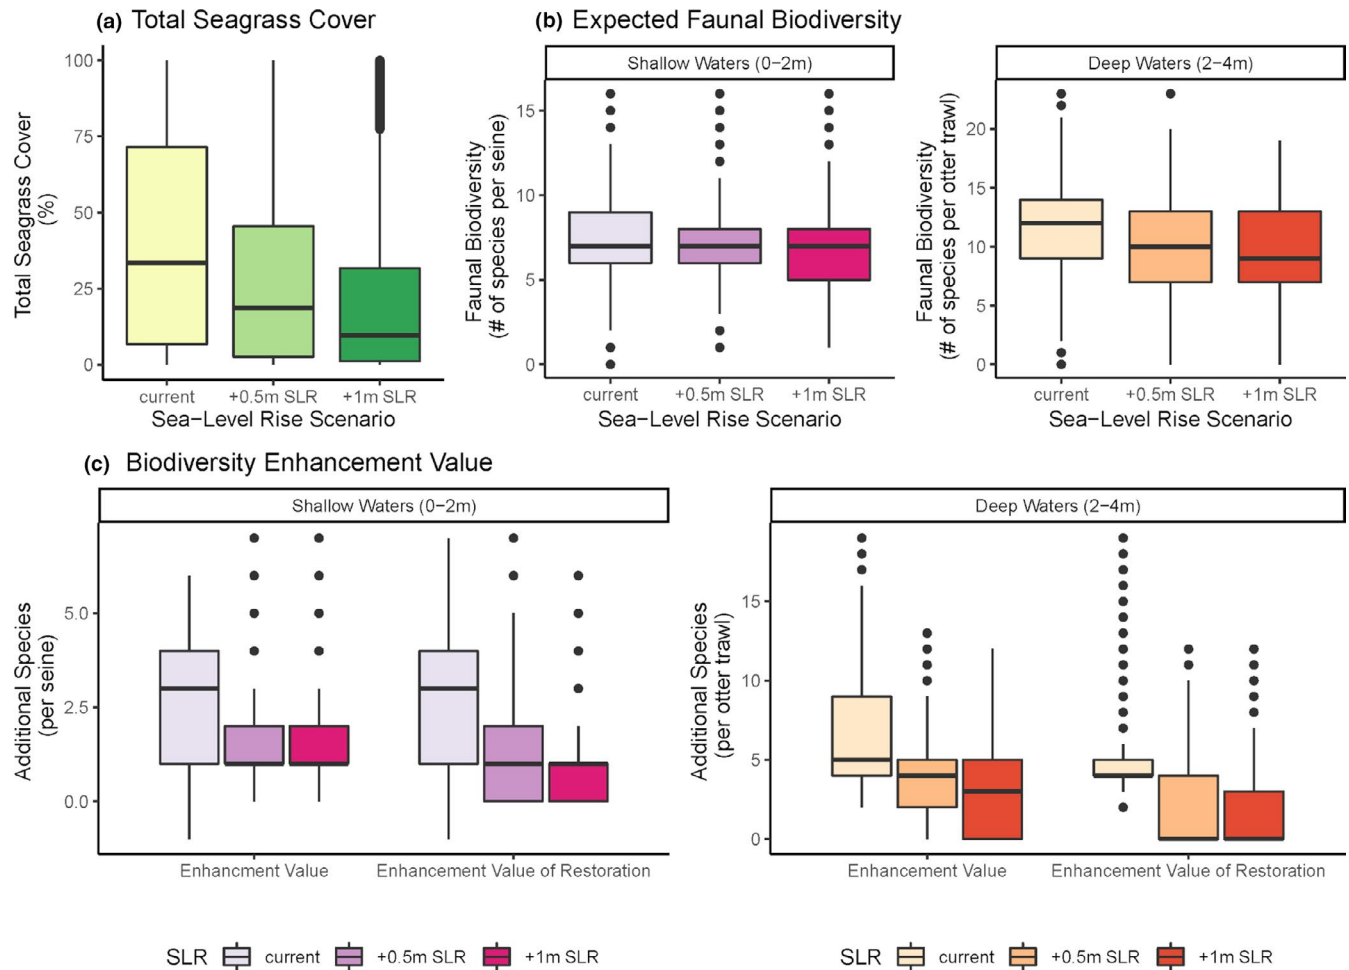 (a) Total Seagrass Cover
Total Seagrass Cover
(%)
100
75
50
25
0
current
+0.5m SLR
+1m SLR
Sea−Level Rise Scenario
(b) Expected Faunal Biodiversity
Shallow Waters (0−2m)
Faunal Biodiversity
(# of species per seine)
15
10
5
0
current
+0.5m SLR
+1m SLR
Sea−Level Rise Scenario
Deep Waters (2−4m)
Faunal Biodiversity
(# of species per otter trawl)
20
15
10
5
0
current
+0.5m SLR
+1m SLR
Sea−Level Rise Scenario
(c) Biodiversity Enhancement Value
Shallow Waters (0−2m)
Additional Species
(per seine)
5.0
2.5
0.0
Enhancment Value
Enhancement Value of Restoration
SLR current +0.5m SLR +1m SLR
Deep Waters (2−4m)
Additional Species
(per otter trawl)
15
10
5
0
Enhancment Value
Enhancement Value of Restoration
SLR current +0.5m SLR +1m SLR